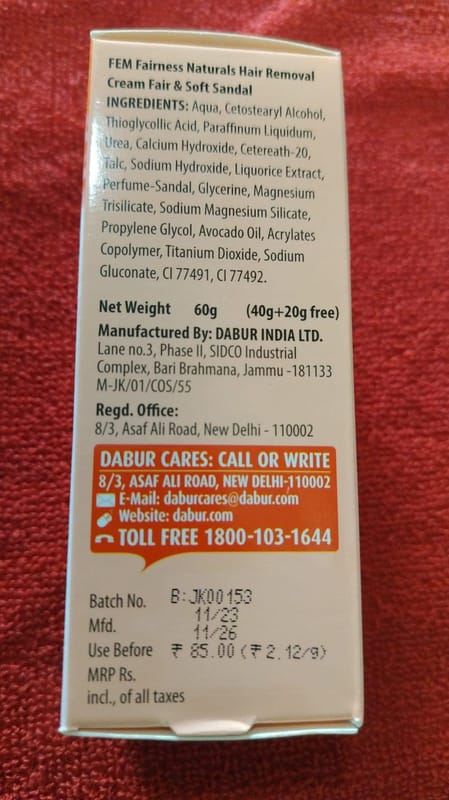 FEM Fairness Naturals Hair Removal
Cream Fair & Soft Sandal
INGREDIENTS: Aqua, Cetostearyl Alcohol,
Thioglycollic Acid, Paraffinum Liquidum,
Urea, Calcium Hydroxide, Cetereath-20,
Talc, Sodium Hydroxide, Liquorice Extract,
Perfume-Sandal, Glycerine, Magnesium
Trisilicate, Sodium Magnesium Silicate,
Propylene Glycol, Avocado Oil, Acrylates
Copolymer, Titanium Dioxide, Sodium
Gluconate, CI 77491, CI 77492.
Net Weight 60g (40g+20g free)
Manufactured By: DABUR INDIA LTD.
Lane no.3, Phase II, SIDCO Industrial
Complex, Bari Brahmana, Jammu -181133
M-JK/01/COS/55
Regd. Office:
8/3, Asaf Ali Road, New Delhi - 110002
DABUR CARES: CALL OR WRITE
8/3, ASAF ALI ROAD, NEW DELHI-110002
E-Mail: daburcares@dabur.com
Website: dabur.com
TOLL FREE 1800-103-1644
Batch No. B:JK00153
Mfd. 11/23
Use Before 11/26
MRP Rs. ₹ 85.00 (₹ 2.12/g)
incl., of all taxes